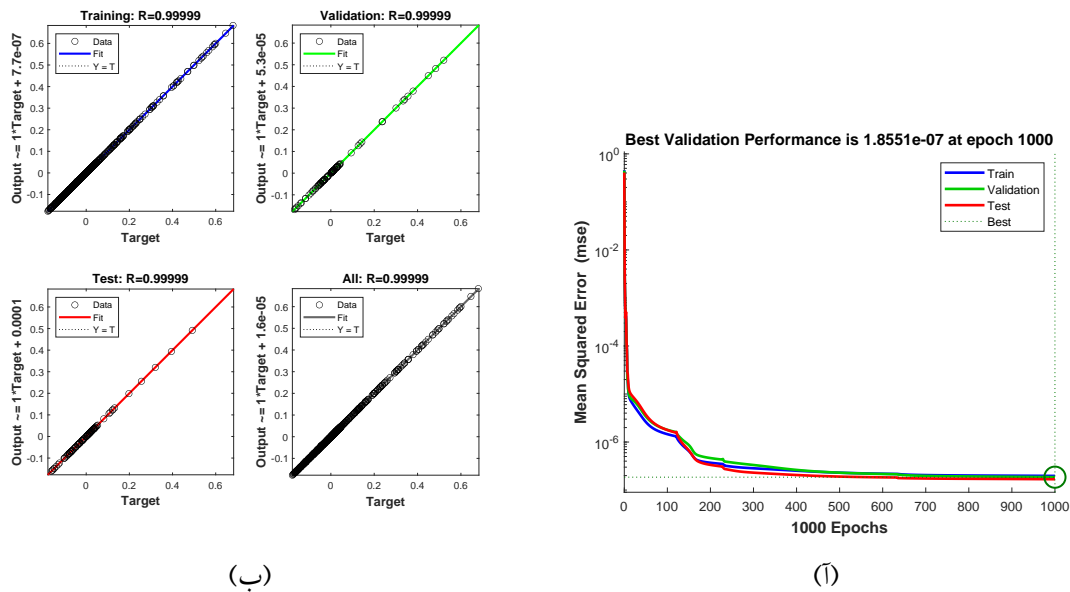 Training: R=0.99999
Output ~= 1*Target + 7.7e-07
0.6
0.5
0.4
0.3
0.2
0.1
0
-0.1
Data
Fit
Y = T
0 0.2 0.4 0.6
Target
Validation: R=0.99999
Output ~= 1*Target + 5.3e-05
0.6
0.5
0.4
0.3
0.2
0.1
0
-0.1
Data
Fit
Y = T
0 0.2 0.4 0.6
Target
Test: R=0.99999
Output ~= 1*Target + 0.0001
0.6
0.5
0.4
0.3
0.2
0.1
0
-0.1
Data
Fit
Y = T
0 0.2 0.4 0.6
Target
All: R=0.99999
Output ~= 1*Target + 1.6e-05
0.6
0.5
0.4
0.3
0.2
0.1
0
-0.1
Data
Fit
Y = T
0 0.2 0.4 0.6
Target
(ب)
Best Validation Performance is 1.8551e-07 at epoch 1000
Mean Squared Error (mse)
10^0
10^-2
10^-4
10^-6
Train
Validation
Test
Best
0 100 200 300 400 500 600 700 800 900 1000
1000 Epochs
(آ)